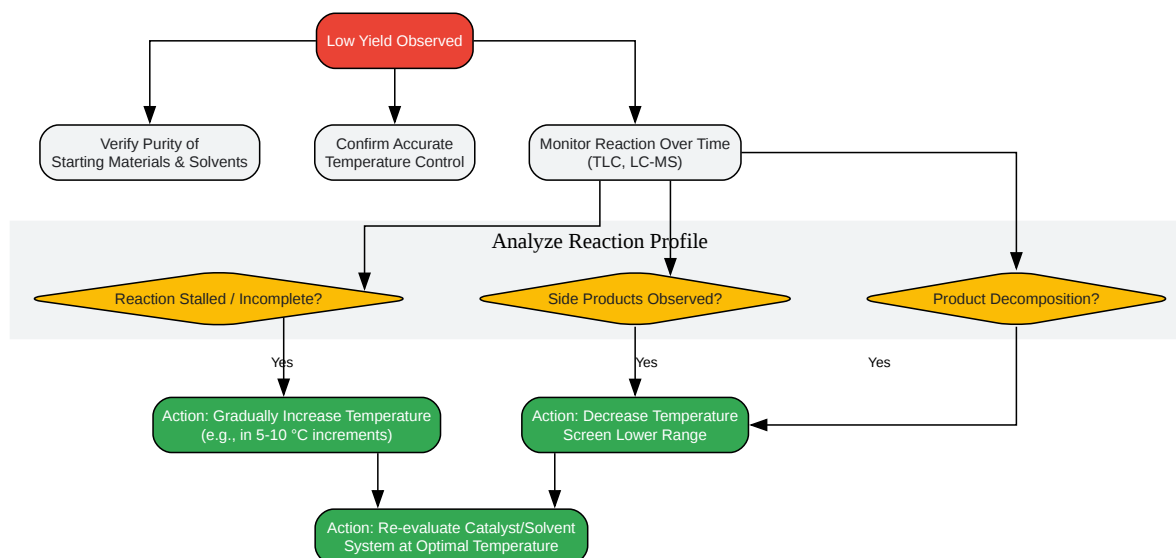 Low Yield Observed
Verify Purity of
Starting Materials & Solvents
Confirm Accurate
Temperature Control
Monitor Reaction Over Time
(TLC, LC-MS)
Analyze Reaction Profile
Reaction Stalled / Incomplete?
Side Products Observed?
Product Decomposition?
Yes
Yes
Yes
Action: Gradually Increase Temperature
(e.g., in 5-10 °C increments)
Action: Decrease Temperature
Screen Lower Range
Action: Re-evaluate Catalyst/Solvent
System at Optimal Temperature